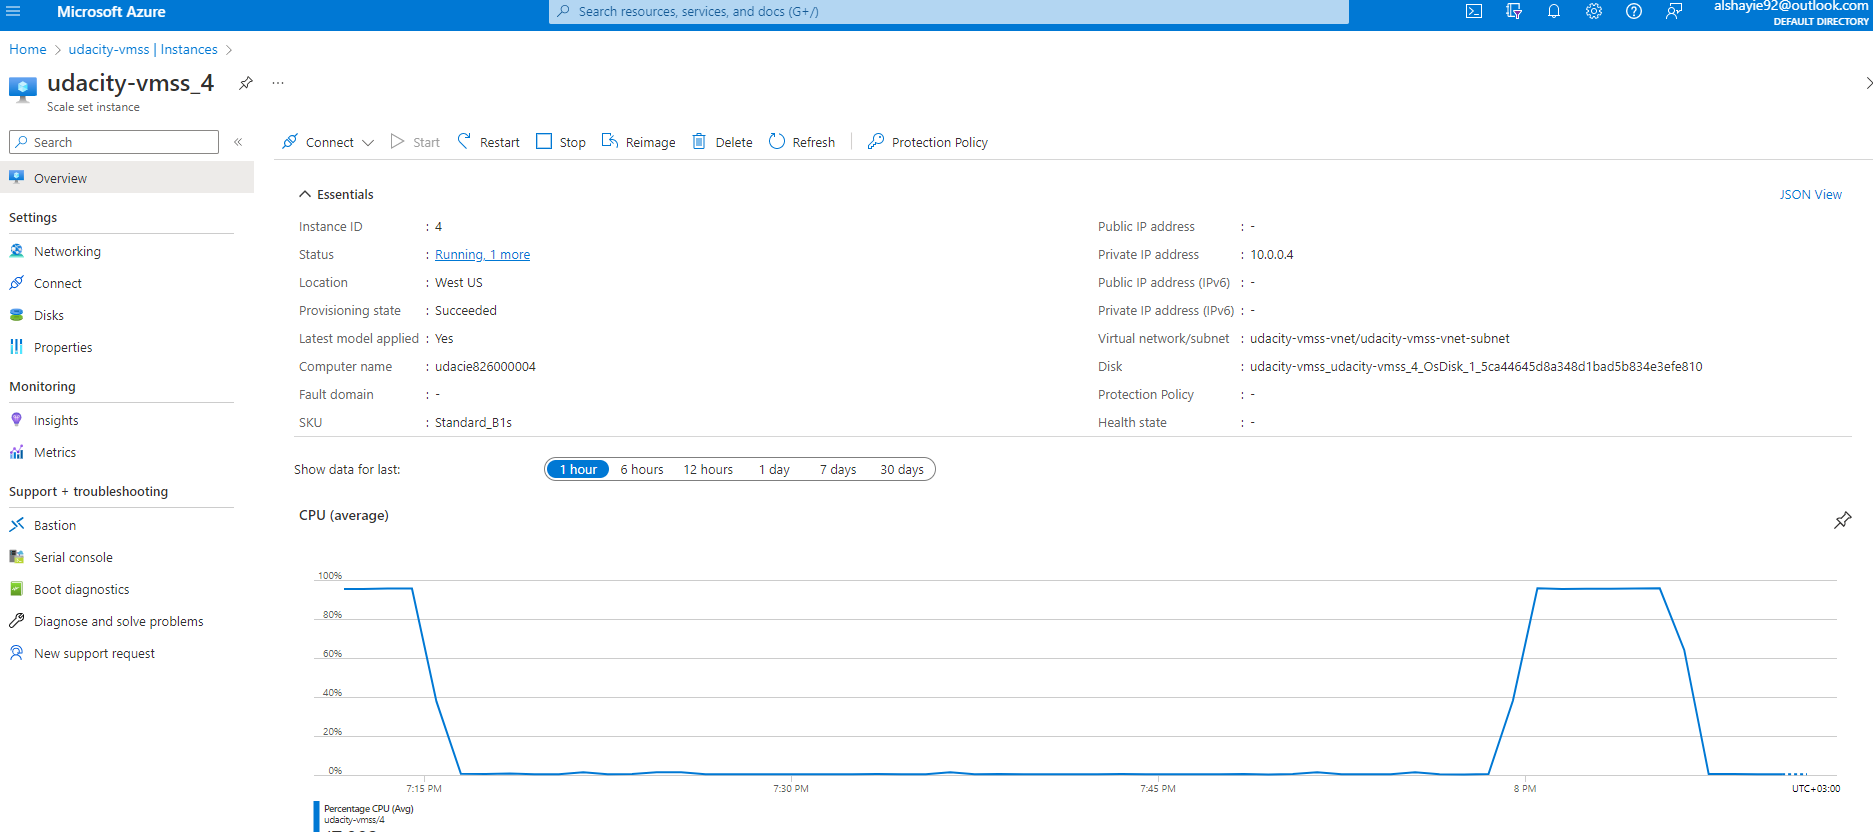 Microsoft Azure
Search resources, services, and docs (G+/)
alshayie92@outlook.com
DEFAULT DIRECTORY
Home > udacity-vmss | Instances >
udacity-vmss_4
Scale set instance
Search
«
Connect
Start
Restart
Stop
Reimage
Delete
Refresh
Protection Policy
Overview
Settings
Networking
Connect
Disks
Properties
Monitoring
Insights
Metrics
Support + troubleshooting
Bastion
Serial console
Boot diagnostics
Diagnose and solve problems
New support request
Essentials
JSON View
Instance ID : 4
Status : Running, 1 more
Location : West US
Provisioning state : Succeeded
Latest model applied : Yes
Computer name : udacie826000004
Fault domain : -
SKU : Standard_B1s
Public IP address : -
Private IP address : 10.0.0.4
Public IP address (IPv6) : -
Private IP address (IPv6) : -
Virtual network/subnet : udacity-vmss-vnet/udacity-vmss-vnet-subnet
Disk : udacity-vmss_udacity-vmss_4_OsDisk_1_5ca44645d8a348d1bad5b834e3efe810
Protection Policy : -
Health state : -
Show data for last: 1 hour 6 hours 12 hours 1 day 7 days 30 days
CPU (average)
100%
80%
60%
40%
20%
0%
7:15 PM 7:30 PM 7:45 PM 8 PM UTC+03:00
Percentage CPU (Avg)
udacity-vmss/4